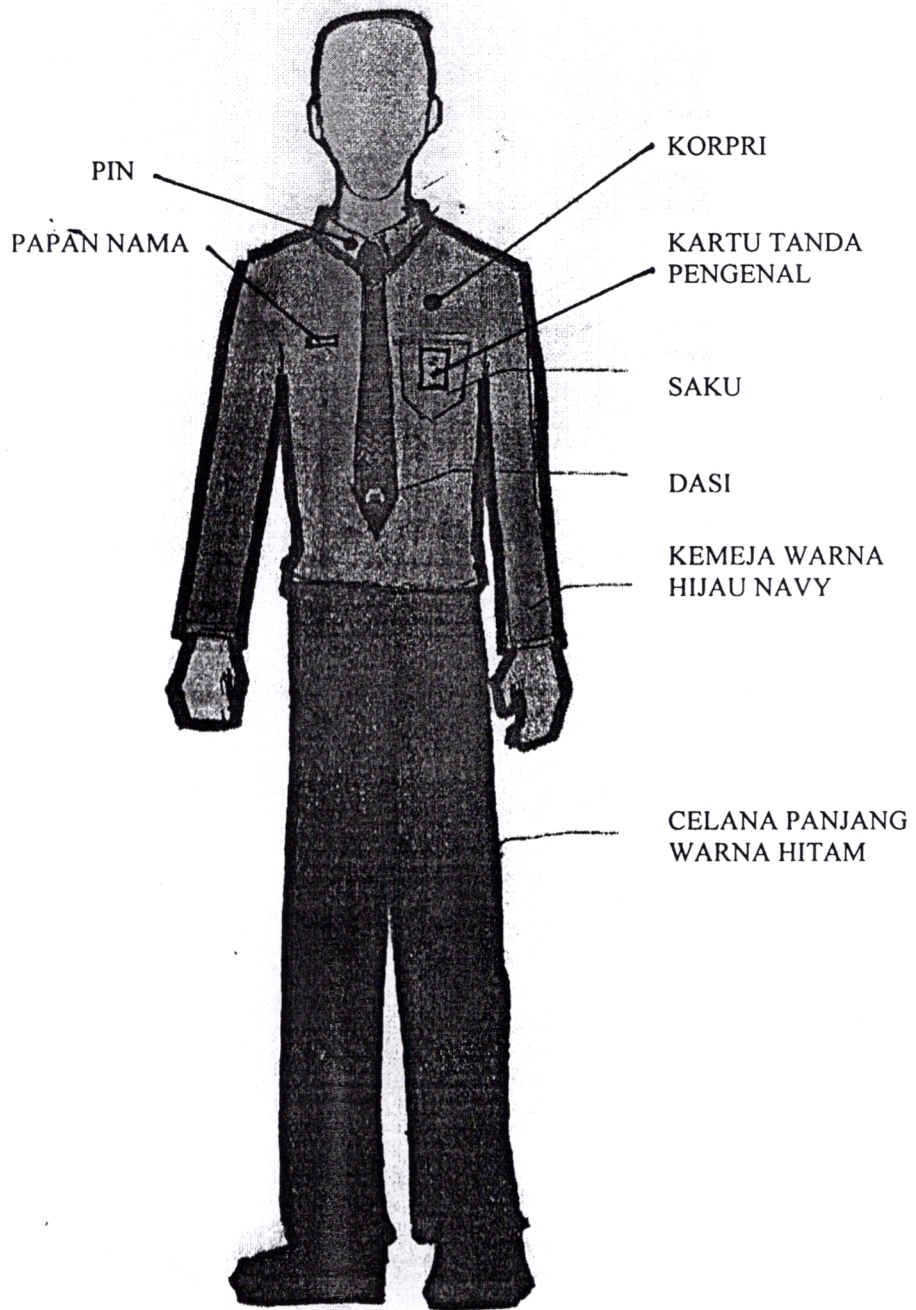 PIN
PAPAN NAMA
KORPRI
KARTU TANDA
PENGENAL
SAKU
DASI
KEMEJA WARNA
HIJAU NAVY
CELANA PANJANG
WARNA HITAM